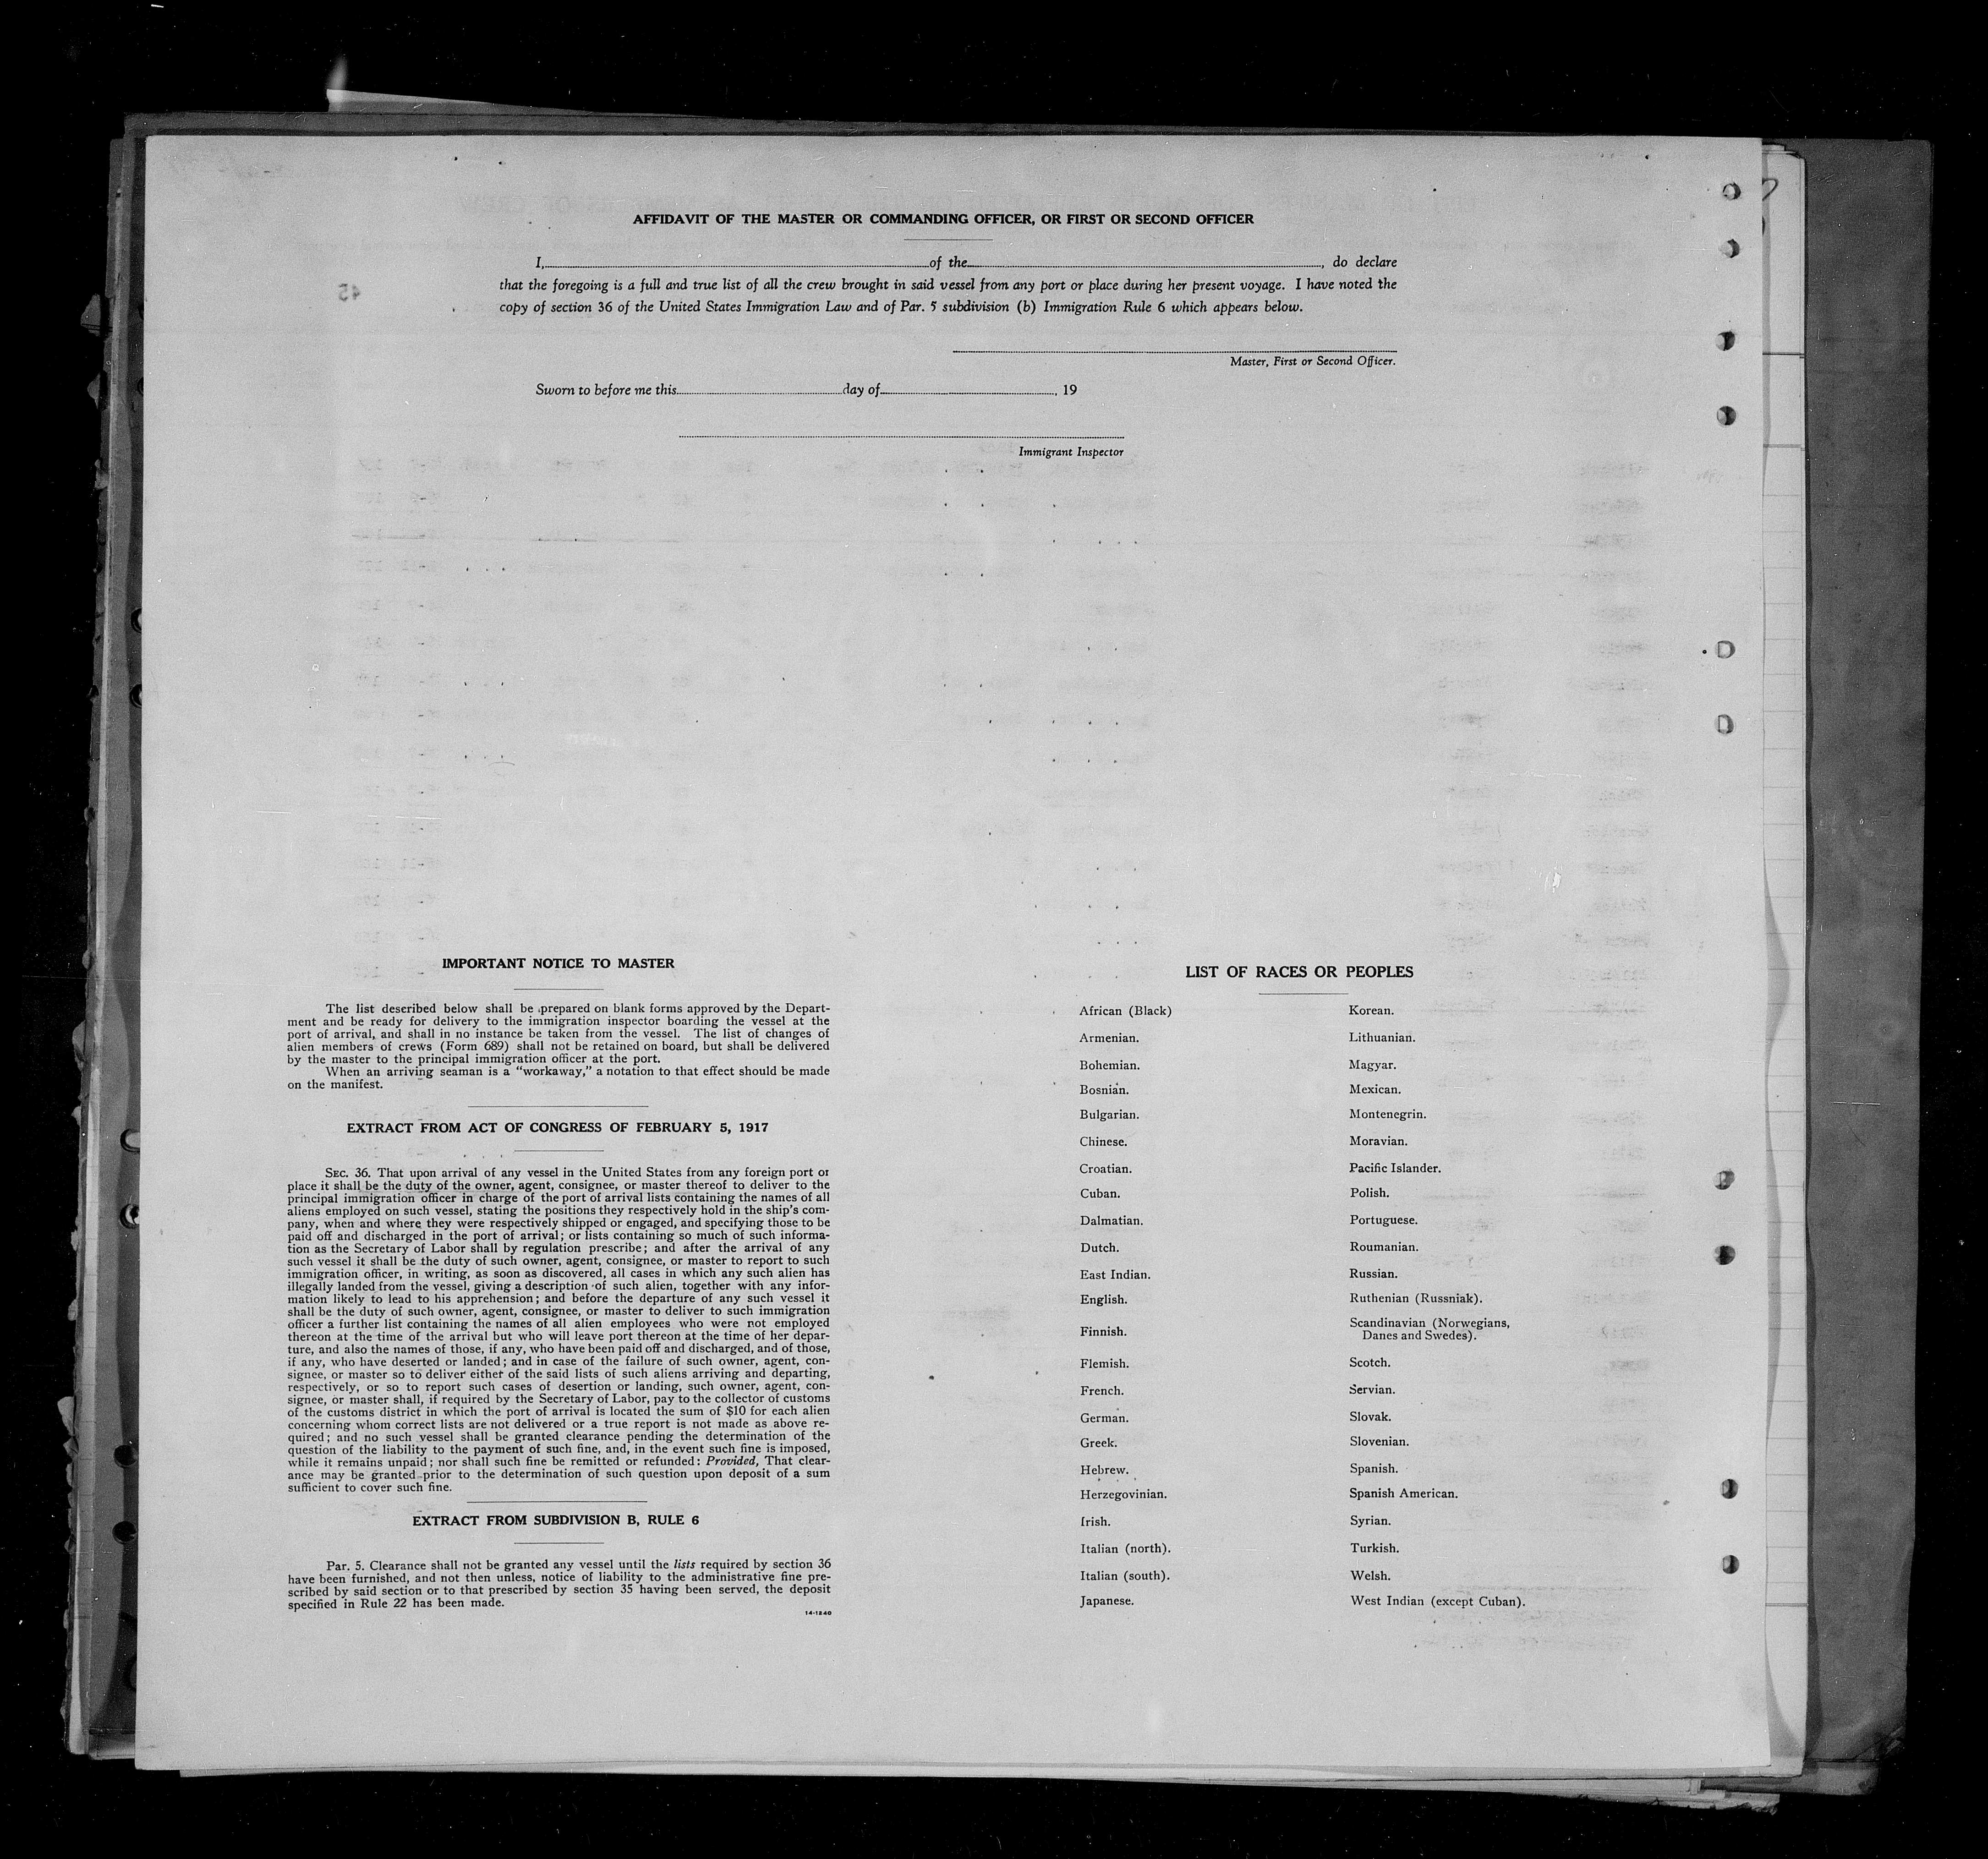 AFFIDAVIT OF THE MASTER OR COMMANDING OFFICER, OR FIRST OR SECOND OFFICER
I, of the , do declare
that the foregoing is a full and true list of all the crew brought in said vessel from any port or place during her present voyage. I have noted the
copy of section 36 of the United States Immigration Law and of Par. 5 subdivision (b) Immigration Rule 6 which appears below.
Master, First or Second Officer.
Sworn to before me this day of , 19
Immigrant Inspector
IMPORTANT NOTICE TO MASTER
The list described below shall be prepared on blank forms approved by the Depart-
ment and be ready for delivery to the immigration inspector boarding the vessel at the
port of arrival, and shall in no instance be taken from the vessel. The list of changes of
alien members of crews (Form 689) shall not be retained on board, but shall be delivered
by the master to the principal immigration officer at the port.
When an arriving seaman is a “workaway,” a notation to that effect should be made
on the manifest.
EXTRACT FROM ACT OF CONGRESS OF FEBRUARY 5, 1917
SEC. 36. That upon arrival of any vessel in the United States from any foreign port or
place it shall be the duty of the owner, agent, consignee, or master thereof to deliver to the
principal immigration officer in charge of the port of arrival lists containing the names of all
aliens employed on such vessel, stating the positions they respectively hold in the ship's com-
pany, when and where they were respectively shipped or engaged, and specifying those to be
paid off and discharged in the port of arrival; or lists containing so much of such informa-
tion as the Secretary of Labor shall by regulation prescribe; and after the arrival of any
such vessel it shall be the duty of such owner, agent, consignee, or master to report to such
immigration officer, in writing, as soon as discovered, all cases in which any such alien has
illegally landed from the vessel, giving a description of such alien, together with any infor-
mation likely to lead to his apprehension; and before the departure of any such vessel it
shall be the duty of such owner, agent, consignee, or master to deliver to such immigration
officer a further list containing the names of all alien employees who were not employed
thereon at the time of the arrival but who will leave port thereon at the time of her depar-
ture, and also the names of those, if any, who have been paid off and discharged, and of those,
if any, who have deserted or landed; and in case of the failure of such owner, agent, con-
signee, or master so to deliver either of the said lists of such aliens arriving and departing,
respectively, or so to report such cases of desertion or landing, such owner, agent, con-
signee, or master shall, if required by the Secretary of Labor, pay to the collector of customs
of the customs district in which the port of arrival is located the sum of $10 for each alien
concerning whom correct lists are not delivered or a true report is not made as above re-
quired; and no such vessel shall be granted clearance pending the determination of the
question of the liability to the payment of such fine, and, in the event such fine is imposed,
while it remains unpaid; nor shall such fine be remitted or refunded: Provided, That clear-
ance may be granted prior to the determination of such question upon deposit of a sum
sufficient to cover such fine.
EXTRACT FROM SUBDIVISION B, RULE 6
Par. 5. Clearance shall not be granted any vessel until the lists required by section 36
have been furnished, and not then unless, notice of liability to the administrative fine pre-
scribed by said section or to that prescribed by section 35 having been served, the deposit
specified in Rule 22 has been made.
14-1240
LIST OF RACES OR PEOPLES
African (Black)
Armenian.
Bohemian.
Bosnian.
Bulgarian.
Chinese.
Croatian.
Cuban.
Dalmatian.
Dutch.
East Indian.
English.
Finnish.
Flemish.
French.
German.
Greek.
Hebrew.
Herzegovinian.
Irish.
Italian (north).
Italian (south).
Japanese.
Korean.
Lithuanian.
Magyar.
Mexican.
Montenegrin.
Moravian.
Pacific Islander.
Polish.
Portuguese.
Roumanian.
Russian.
Ruthenian (Russniak).
Scandinavian (Norwegians,
Danes and Swedes).
Scotch.
Servian.
Slovak.
Slovenian.
Spanish.
Spanish American.
Syrian.
Turkish.
Welsh.
West Indian (except Cuban).